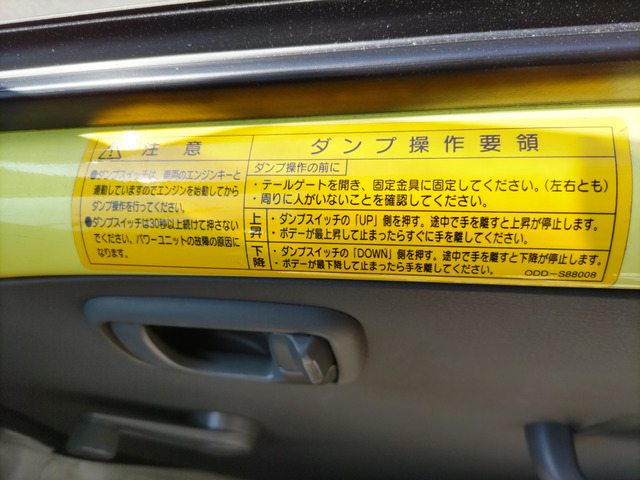 ⚠ 注意
●ダンプスイッチは、車両のエンジンキーと
連動していますのでエンジンを始動してから
ダンプ操作を行ってください。
●ダンプスイッチは30秒以上続けて押さない
でください。パワーユニットの故障の原因に
なります。
ダンプ操作要領
ダンプ操作の前に
・テールゲートを開き、固定金具に固定してください。(左右とも)
・周りに人がいないことを確認してください。
上昇
・ダンプスイッチの「UP」側を押す。途中で手を離すと上昇が停止します。
・ボデーが最上昇して止まったらすぐに手を離してください。
下降
・ダンプスイッチの「DOWN」側を押す。途中で手を離すと下降が停止します。
・ボデーが最下降して止まったら手を離してください。
ODD-S88008